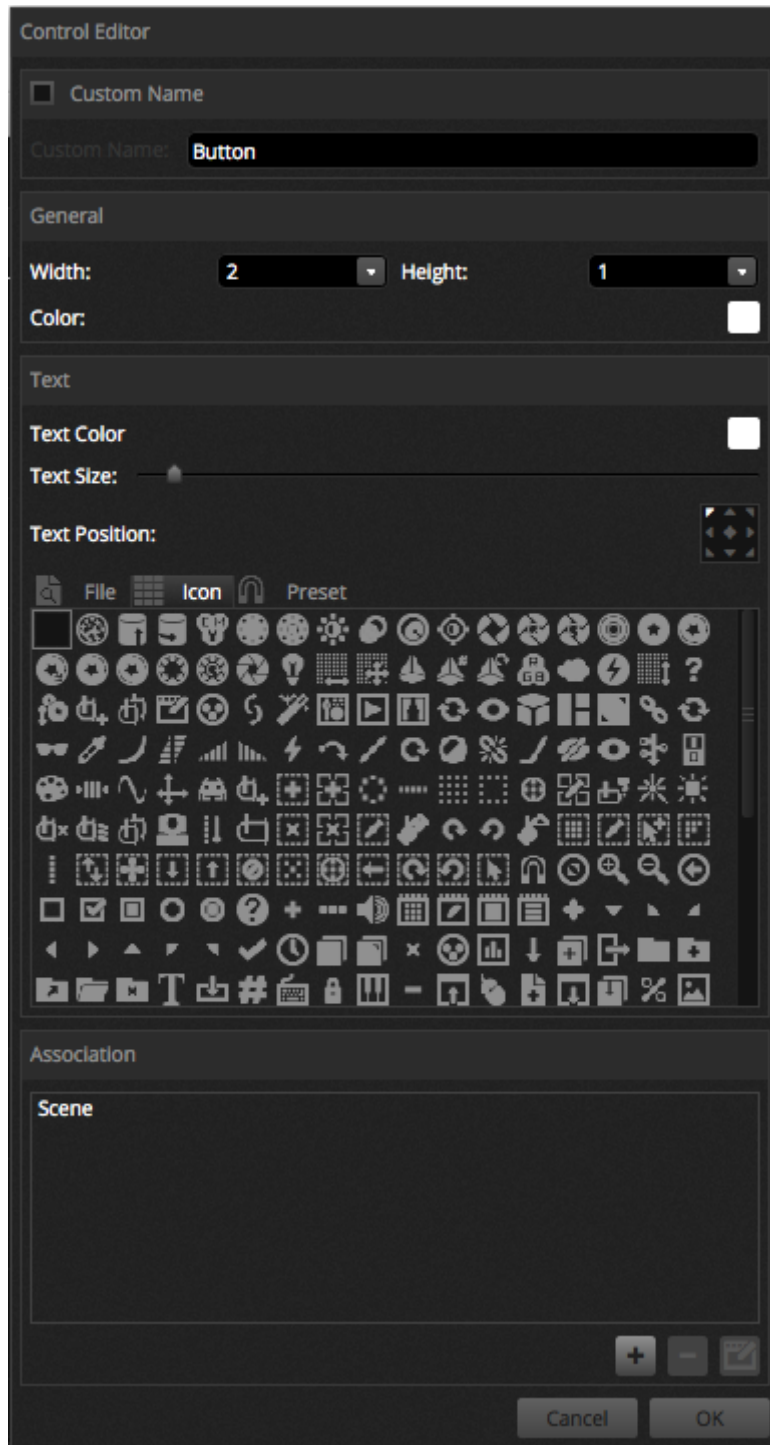 Control Editor
Custom Name
Custom Name: Button
General
Width: 2 Height: 1
Color:
Text
Text Color
Text Size:
Text Position:
File Icon Preset
Association
Scene
Cancel OK